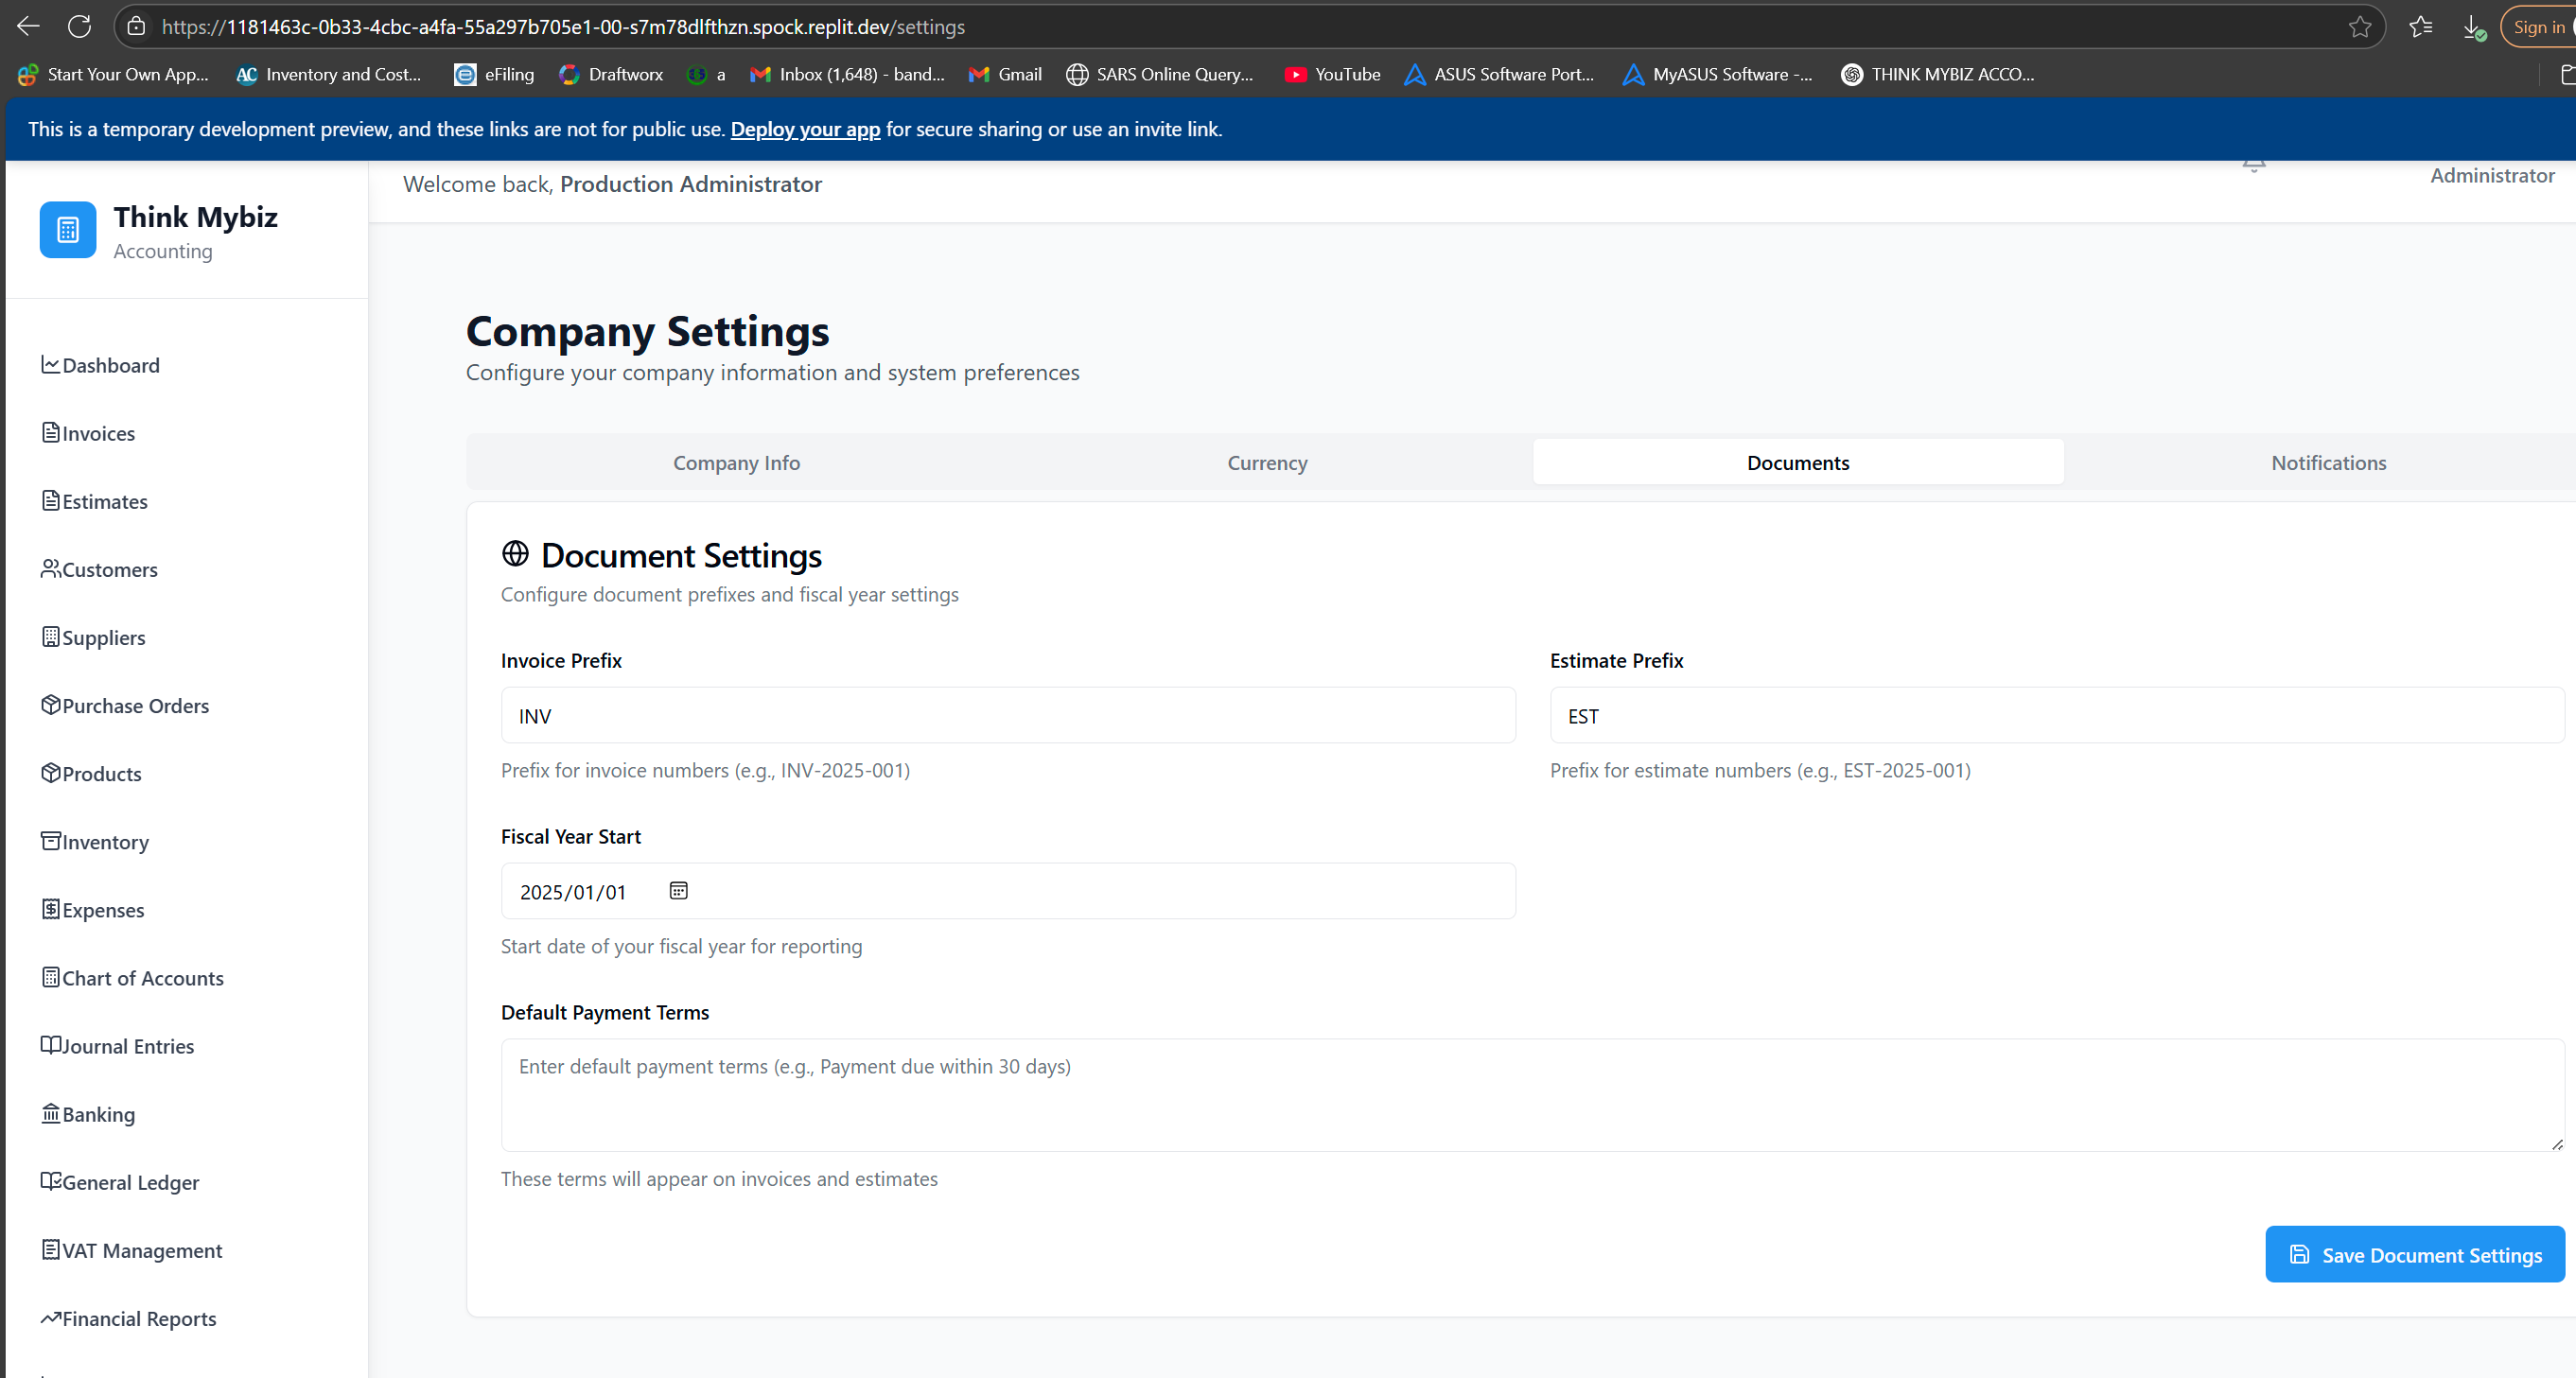 https://1181463c-0b33-4cbc-a4fa-55a297b705e1-00-s7m78dlfthzn.spock.replit.dev/settings
Sign in
Start Your Own App...
AC Inventory and Cost...
eFiling
Draftworx
a
Inbox (1,648) - band...
Gmail
SARS Online Query...
YouTube
ASUS Software Port...
MyASUS Software -...
THINK MYBIZ ACCO...
This is a temporary development preview, and these links are not for public use. Deploy your app for secure sharing or use an invite link.
Think Mybiz
Accounting
Welcome back, Production Administrator
Administrator
Dashboard
Invoices
Estimates
Customers
Suppliers
Purchase Orders
Products
Inventory
Expenses
Chart of Accounts
Journal Entries
Banking
General Ledger
VAT Management
Financial Reports
Company Settings
Configure your company information and system preferences
Company Info
Currency
Documents
Notifications
Document Settings
Configure document prefixes and fiscal year settings
Invoice Prefix
INV
Prefix for invoice numbers (e.g., INV-2025-001)
Estimate Prefix
EST
Prefix for estimate numbers (e.g., EST-2025-001)
Fiscal Year Start
2025/01/01
Start date of your fiscal year for reporting
Default Payment Terms
Enter default payment terms (e.g., Payment due within 30 days)
These terms will appear on invoices and estimates
Save Document Settings